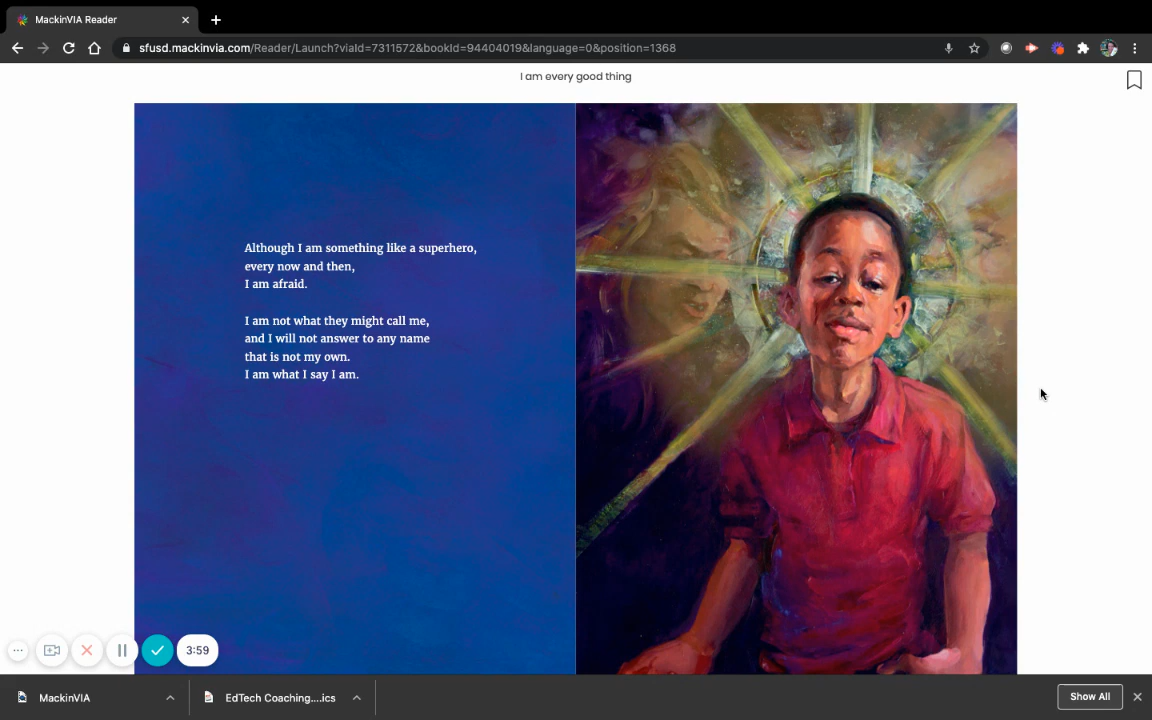 MackinVIA Reader
sfusd.mackinvia.com/Reader/Launch?viaId=7311572&bookId=94404019&language=0&position=1368
I am every good thing
Although I am something like a superhero,
every now and then,
I am afraid.
I am not what they might call me,
and I will not answer to any name
that is not my own.
I am what I say I am.
3:59
MackinVIA
EdTech Coaching....ics
Show All